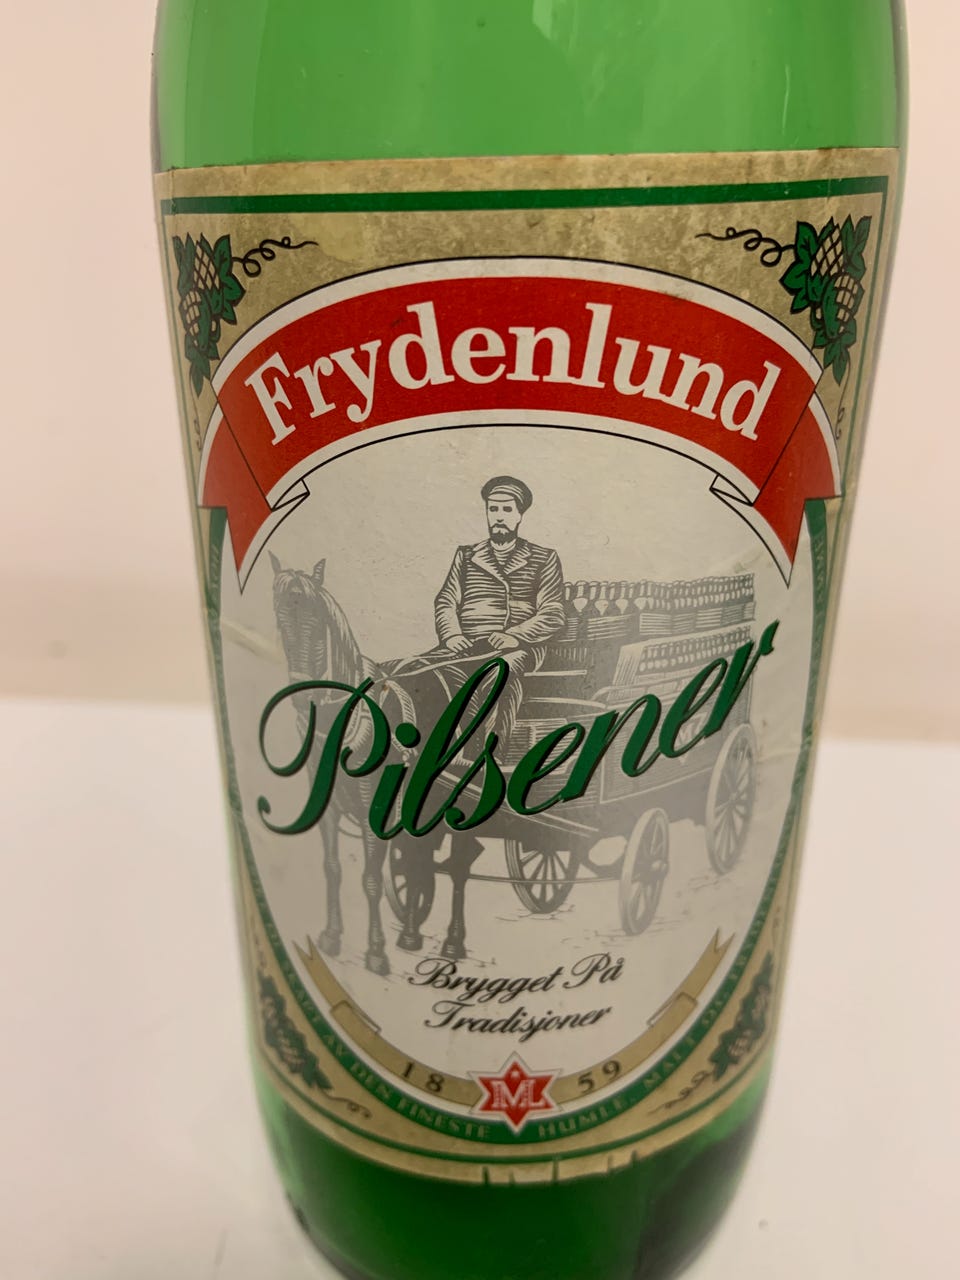 Frydenlund
Pilsener
Brygget På
Tradisjoner
18 ML 59
AV DEN FINESTE HUMLE, MALT OG